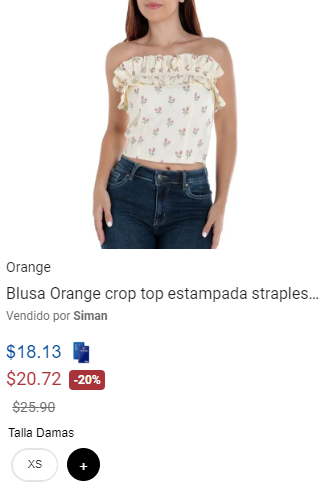 Orange
Blusa Orange crop top estampada straples...
Vendido por Siman
$18.13
$20.72 -20%
$25.90
Talla Damas
XS +